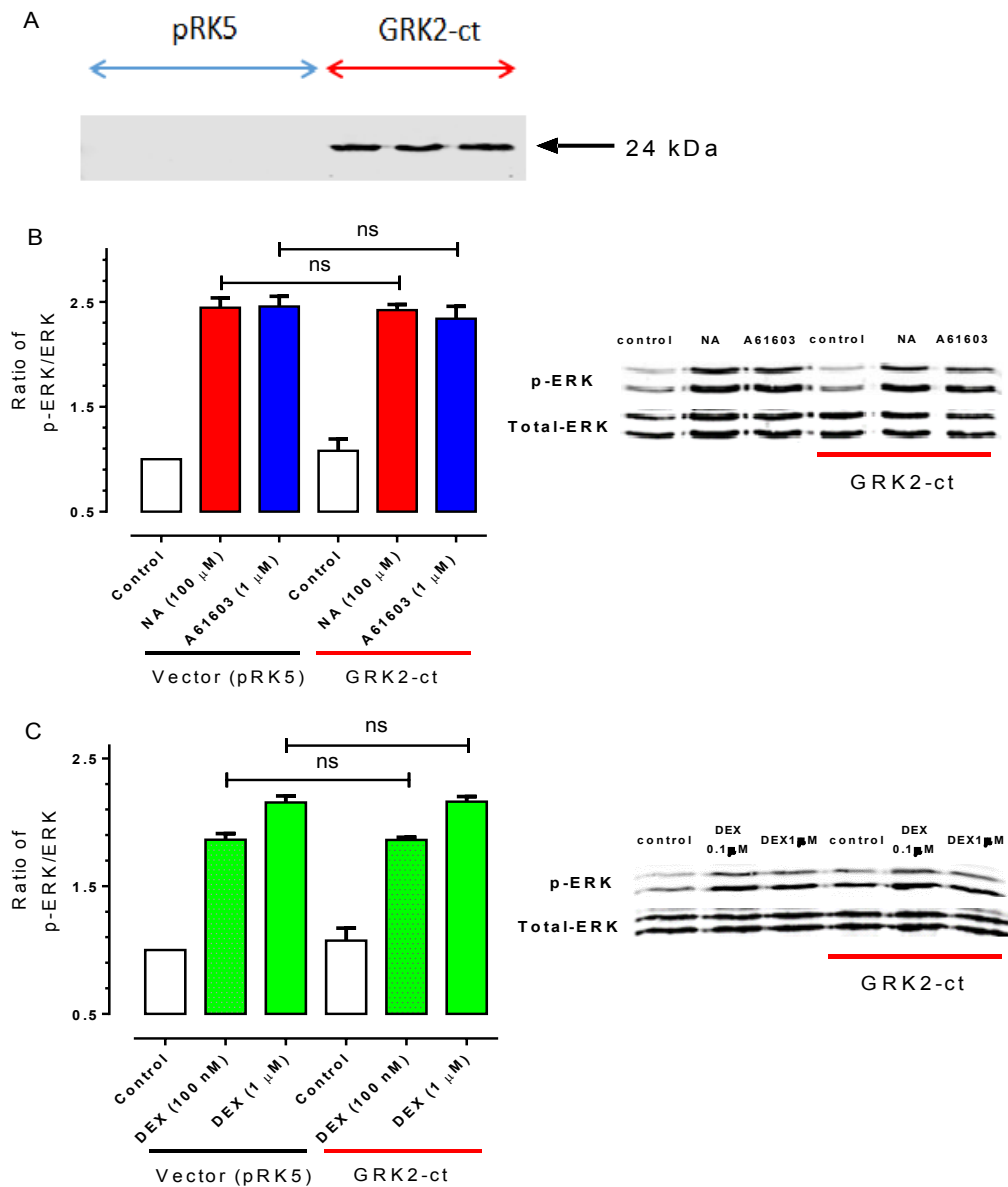 A
pRK5 GRK2-ct
24 kDa
B
ns
ns
Ratio of
p-ERK/ERK
2.5
1.5
0.5
Control
NA (100 μM)
A61603 (1 μM)
Control
NA (100 μM)
A61603 (1 μM)
Vector (pRK5) GRK2-ct
control NA A61603 control NA A61603
p-ERK
Total-ERK
GRK2-ct
C
ns
ns
Ratio of
p-ERK/ERK
2.5
1.5
0.5
Control
DEX (100 nM)
DEX (1 μM)
Control
DEX (100 nM)
DEX (1 μM)
Vector (pRK5) GRK2-ct
control DEX 0.1μM DEX1μM control DEX 0.1μM DEX1μM
p-ERK
Total-ERK
GRK2-ct